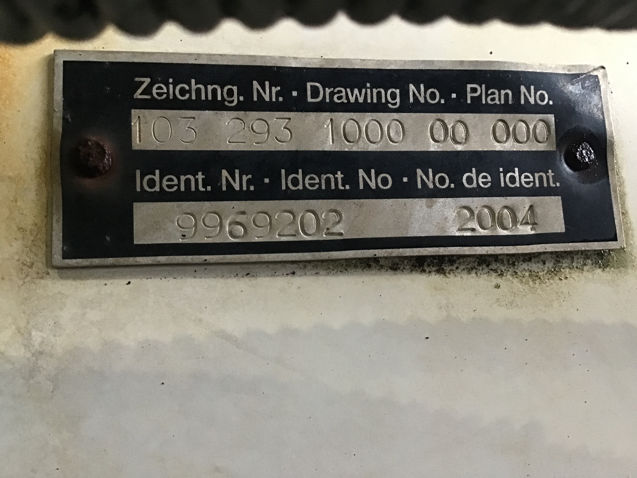 Zeichng. Nr. · Drawing No. · Plan No.
103 293 1000 00 000
Ident. Nr. · Ident. No · No. de ident.
9969202 2004